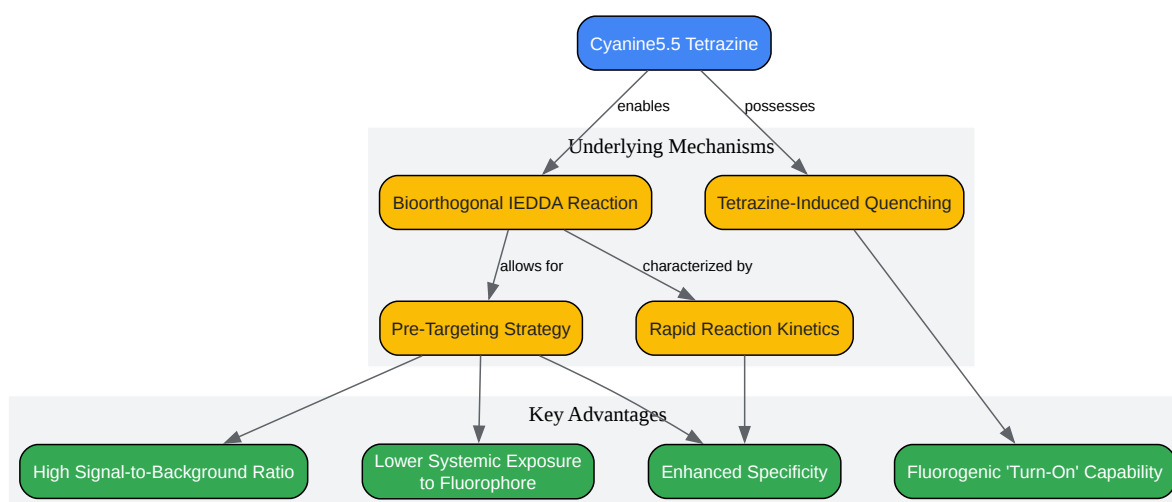 Cyanine5.5 Tetrazine
enables
possesses
Underlying Mechanisms
Bioorthogonal IEDDA Reaction
Tetrazine-Induced Quenching
allows for
characterized by
Pre-Targeting Strategy
Rapid Reaction Kinetics
Key Advantages
High Signal-to-Background Ratio
Lower Systemic Exposure
to Fluorophore
Enhanced Specificity
Fluorogenic 'Turn-On' Capability